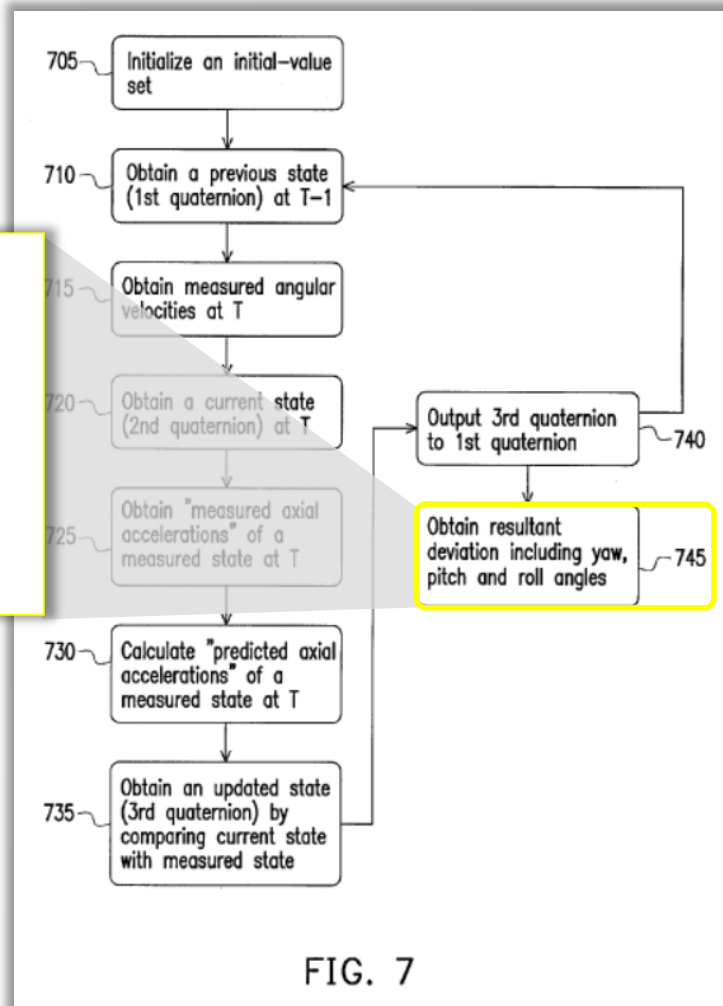 705
Initialize an initial-value
set
710
Obtain a previous state
(1st quaternion) at T-1
715
Obtain measured angular
velocities at T
720
Obtain a current state
(2nd quaternion) at T
725
Obtain "measured axial
accelerations" of a
measured state at T
730
Calculate "predicted axial
accelerations" of a
measured state at T
735
Obtain an updated state
(3rd quaternion) by
comparing current state
with measured state
Output 3rd quaternion
to 1st quaternion
740
Obtain resultant
deviation including yaw,
pitch and roll angles
745
FIG. 7